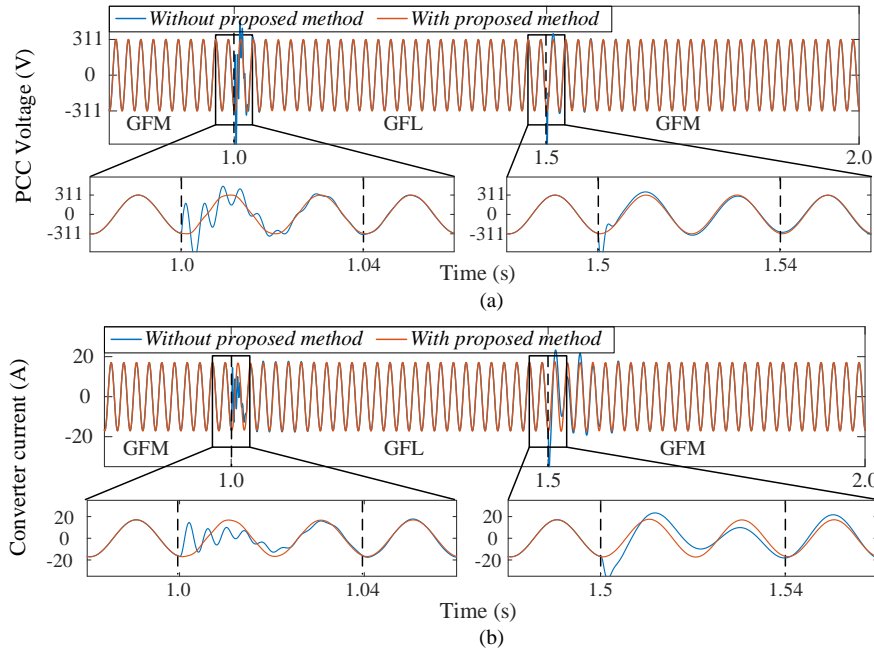 Without proposed method With proposed method
PCC Voltage (V)
311
0
-311
GFM GFL GFM
1.0 1.5 2.0
311
0
-311
1.0 1.04
311
0
-311
1.5 1.54
Time (s)
(a)
Without proposed method With proposed method
Converter current (A)
20
0
-20
GFM GFL GFM
1.0 1.5 2.0
20
0
-20
1.0 1.04
20
0
-20
1.5 1.54
Time (s)
(b)